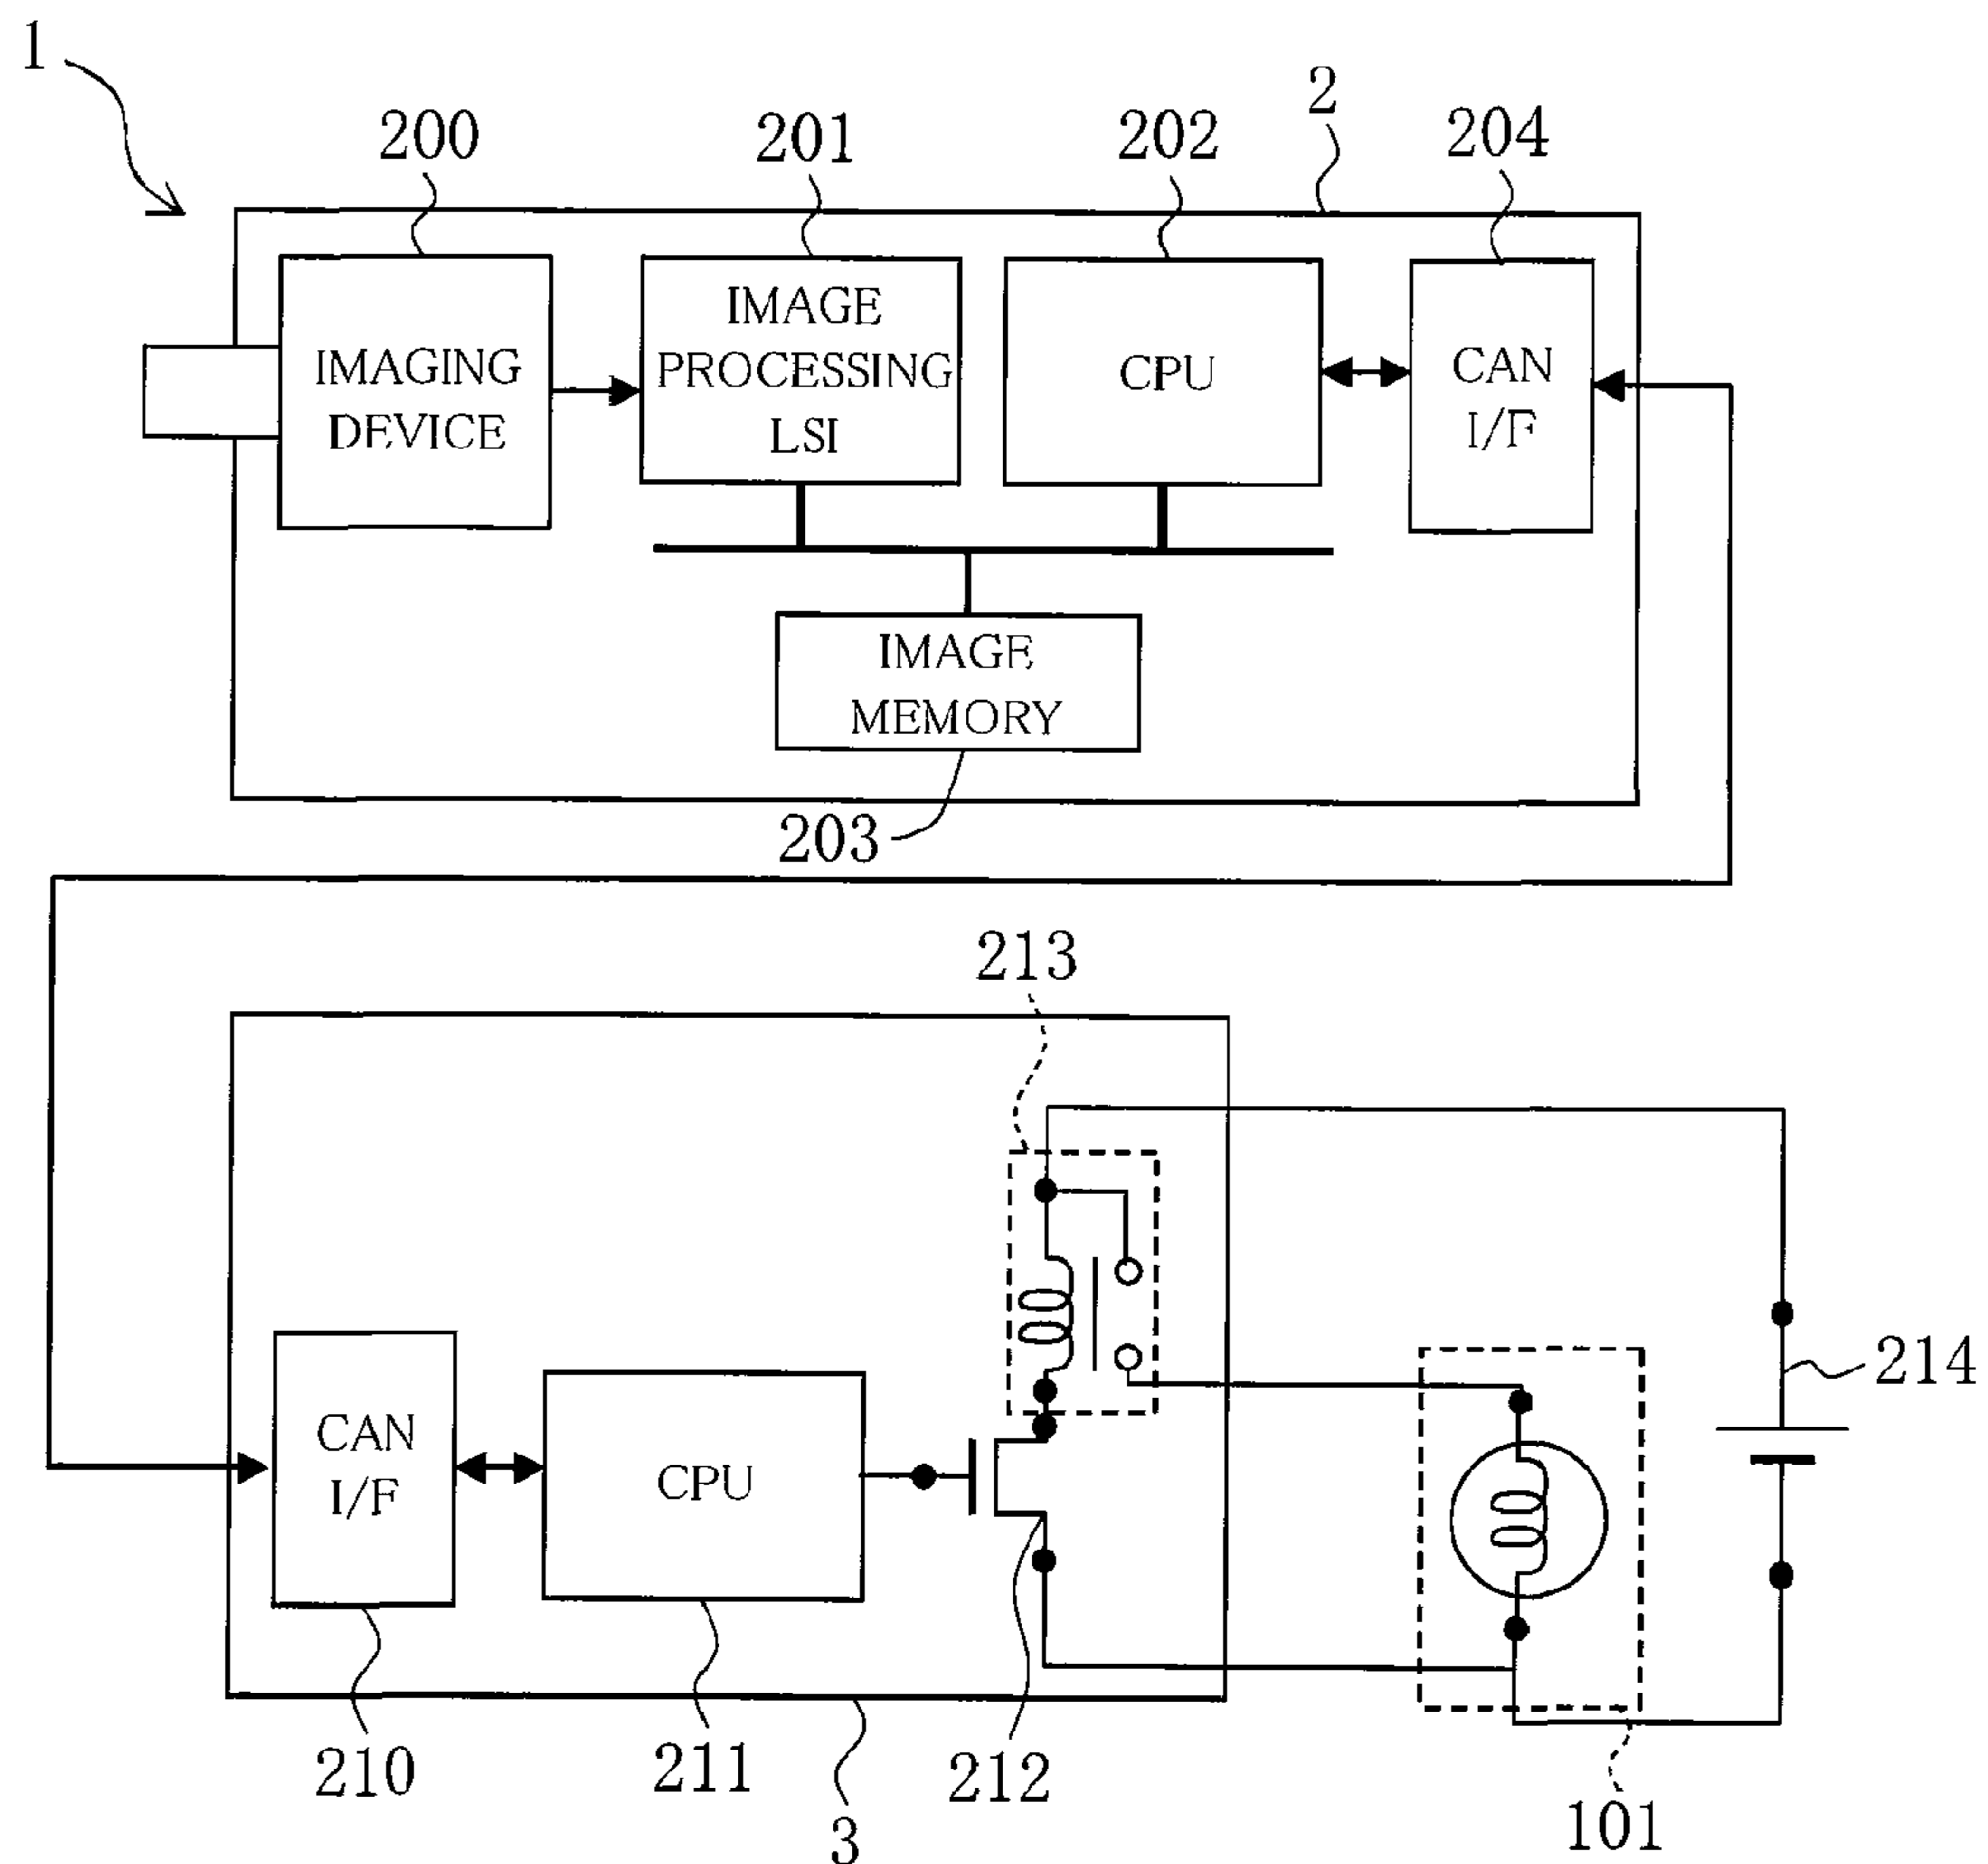 1
2
200
201
202
204
IMAGING
DEVICE
IMAGE
PROCESSING
LSI
CPU
CAN
I/F
IMAGE
MEMORY
203
213
214
CAN
I/F
CPU
210
211
212
101
3